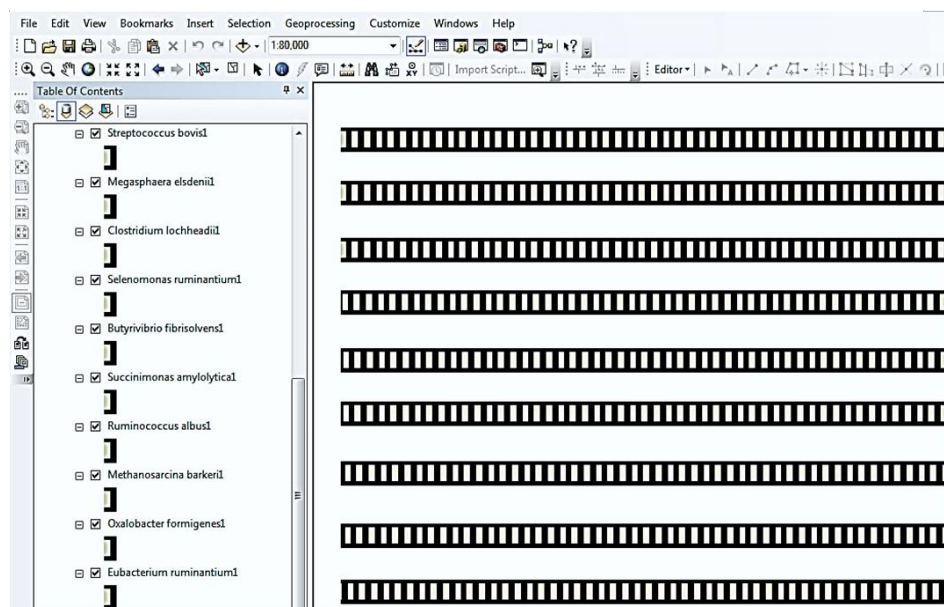 File Edit View Bookmarks Insert Selection Geoprocessing Customize Windows Help
1:80,000
Import Script... Editor
Table Of Contents
Streptococcus bovis1
Megasphaera elsdenii1
Clostridium lochheadii1
Selenomonas ruminantium1
Butyrivibrio fibrisolvens1
Succinimonas amylolytica1
Ruminococcus albus1
Methanosarcina barkeri1
Oxalobacter formigenes1
Eubacterium ruminantium1